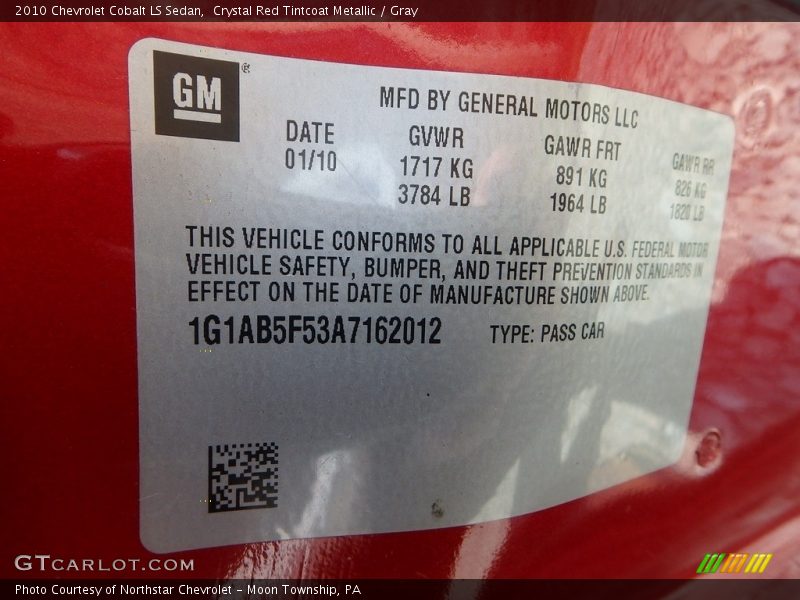 2010 Chevrolet Cobalt LS Sedan,  Crystal Red Tintcoat Metallic / Gray
GM®
MFD BY GENERAL MOTORS LLC
DATE GVWR GAWR FRT GAWR RR
01/10 1717 KG 891 KG 826 KG
3784 LB 1964 LB 1820 LB
THIS VEHICLE CONFORMS TO ALL APPLICABLE U.S. FEDERAL MOTOR
VEHICLE SAFETY, BUMPER, AND THEFT PREVENTION STANDARDS IN
EFFECT ON THE DATE OF MANUFACTURE SHOWN ABOVE.
1G1AB5F53A7162012 TYPE: PASS CAR
GTCARLOT.COM
Photo Courtesy of Northstar Chevrolet – Moon Township, PA